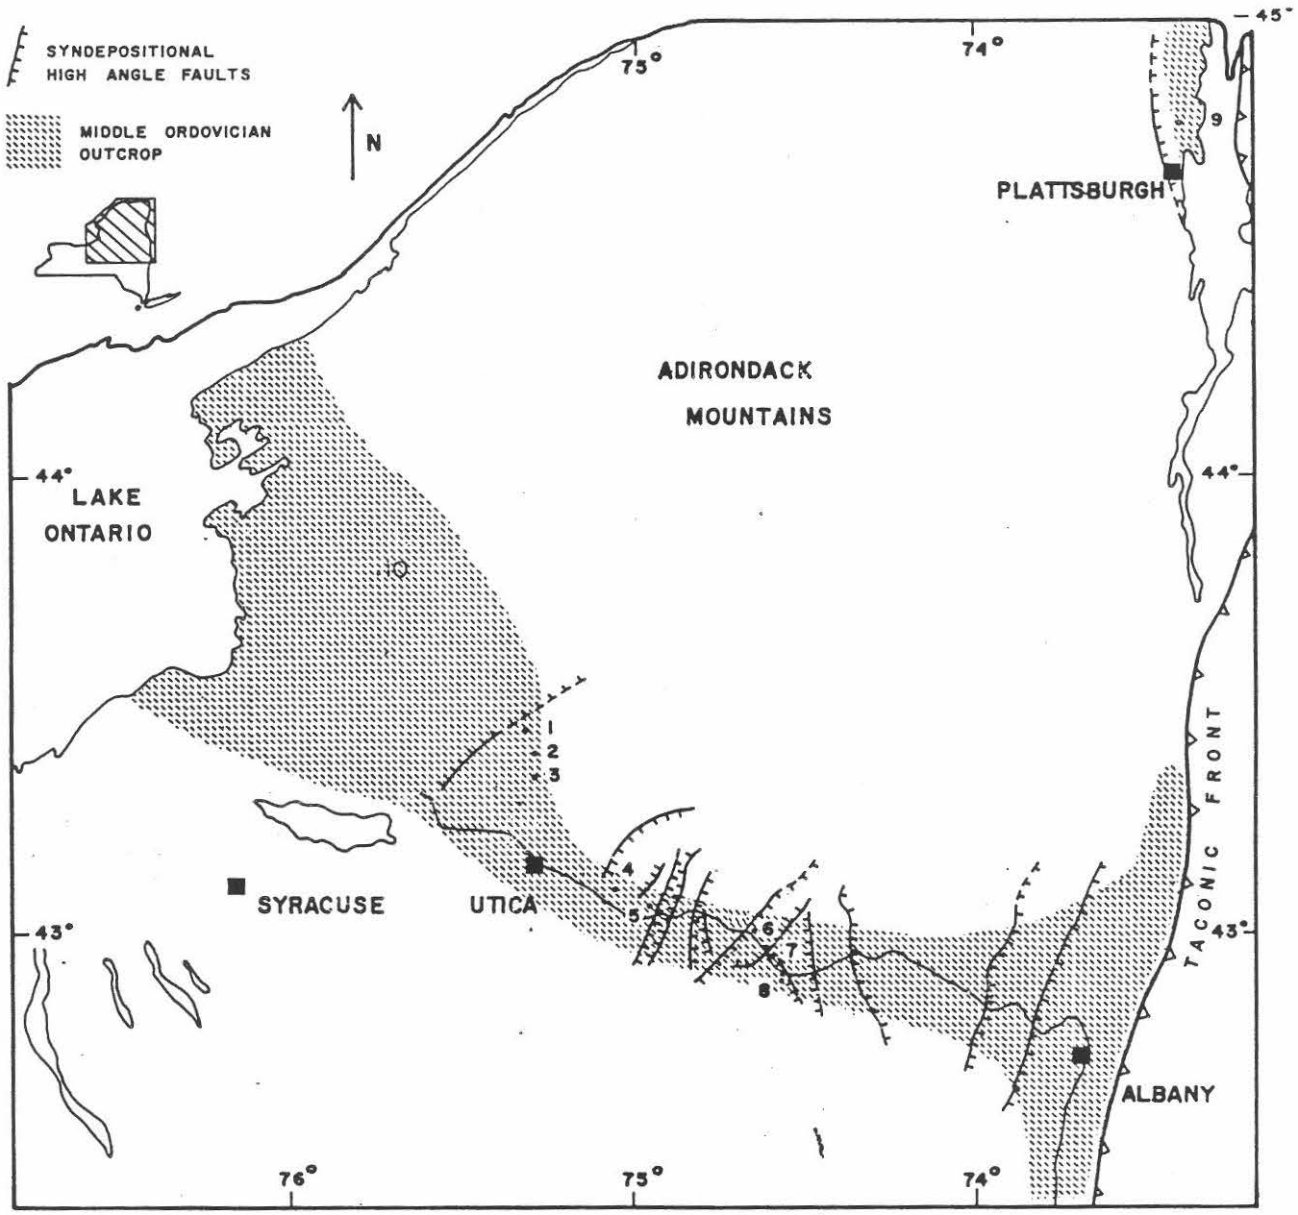 45°
75°
74°
SYNDEPOSITIONAL
HIGH ANGLE FAULTS
MIDDLE ORDOVICIAN
OUTCROP
N
9
PLATTSBURGH
ADIRONDACK
MOUNTAINS
44°
44°
LAKE
ONTARIO
1
2
3
TACONIC FRONT
4
SYRACUSE
UTICA
5
6
43°
43°
7
8
ALBANY
76°
75°
74°